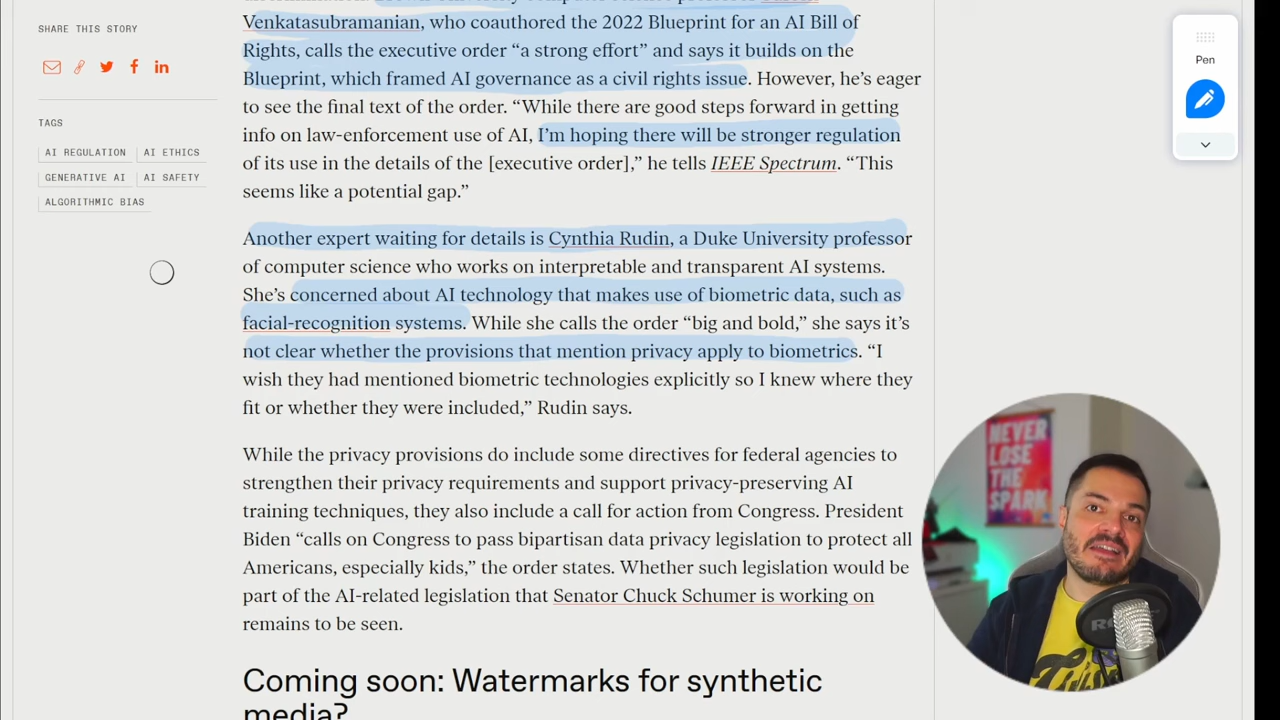 SHARE THIS STORY
TAGS
AI REGULATION
AI ETHICS
GENERATIVE AI
AI SAFETY
ALGORITHMIC BIAS
Venkatasubramanian, who coauthored the 2022 Blueprint for an AI Bill of
Rights, calls the executive order “a strong effort” and says it builds on the
Blueprint, which framed AI governance as a civil rights issue. However, he’s eager
to see the final text of the order. “While there are good steps forward in getting
info on law-enforcement use of AI, I’m hoping there will be stronger regulation
of its use in the details of the [executive order],” he tells IEEE Spectrum. “This
seems like a potential gap.”
Another expert waiting for details is Cynthia Rudin, a Duke University professor
of computer science who works on interpretable and transparent AI systems.
She’s concerned about AI technology that makes use of biometric data, such as
facial-recognition systems. While she calls the order “big and bold,” she says it’s
not clear whether the provisions that mention privacy apply to biometrics. “I
wish they had mentioned biometric technologies explicitly so I knew where they
fit or whether they were included,” Rudin says.
While the privacy provisions do include some directives for federal agencies to
strengthen their privacy requirements and support privacy-preserving AI
training techniques, they also include a call for action from Congress. President
Biden “calls on Congress to pass bipartisan data privacy legislation to protect all
Americans, especially kids,” the order states. Whether such legislation would be
part of the AI-related legislation that Senator Chuck Schumer is working on
remains to be seen.
Coming soon: Watermarks for synthetic
media?
Pen
NEVER
LOSE
THE
SPARK